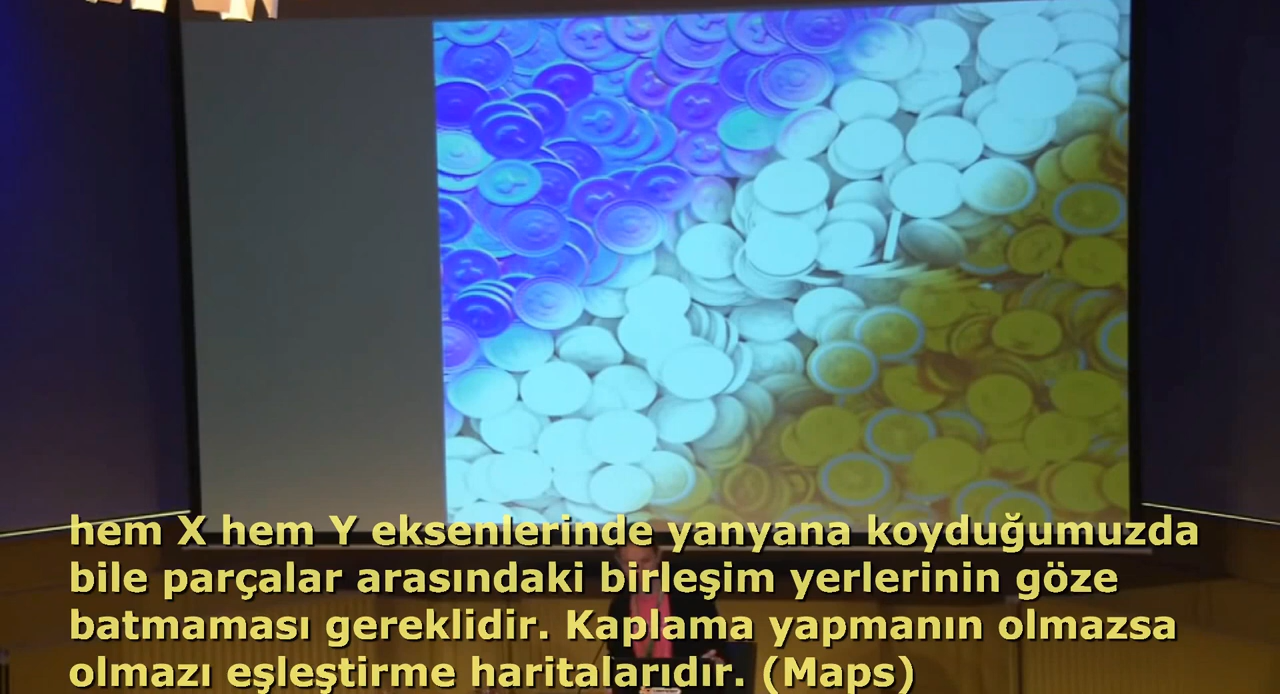 hem X hem Y eksenlerinde yanyana koyduğumuzda
bile parçalar arasındaki birleşim yerlerinin göze
batmaması gereklidir. Kaplama yapmanın olmazsa
olmazı eşleştirme haritalarıdır. (Maps)